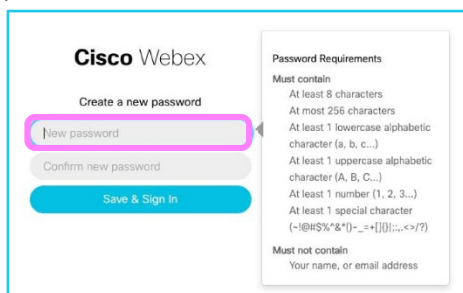 Cisco Webex
Create a new password
New password
Confirm new password
Save & Sign In
Password Requirements
Must contain
At least 8 characters
At most 256 characters
At least 1 lowercase alphabetic
character (a, b, c...)
At least 1 uppercase alphabetic
character (A, B, C...)
At least 1 number (1, 2, 3...)
At least 1 special character
(~!@#$%^&*()-_=+[]{}|;:,.<>/?)
Must not contain
Your name, or email address